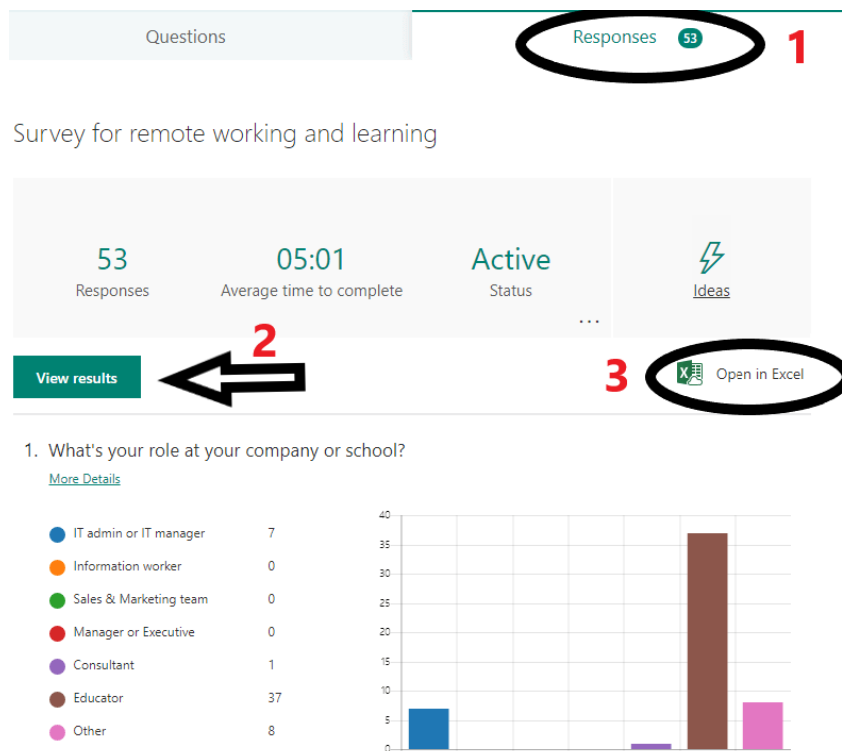 Questions
Responses 53
1
Survey for remote working and learning
53 05:01 Active
Responses Average time to complete Status Ideas
...
2
View results
3
Open in Excel
1. What's your role at your company or school?
More Details
IT admin or IT manager 7
Information worker 0
Sales & Marketing team 0
Manager or Executive 0
Consultant 1
Educator 37
Other 8
40
35
30
25
20
15
10
5
0